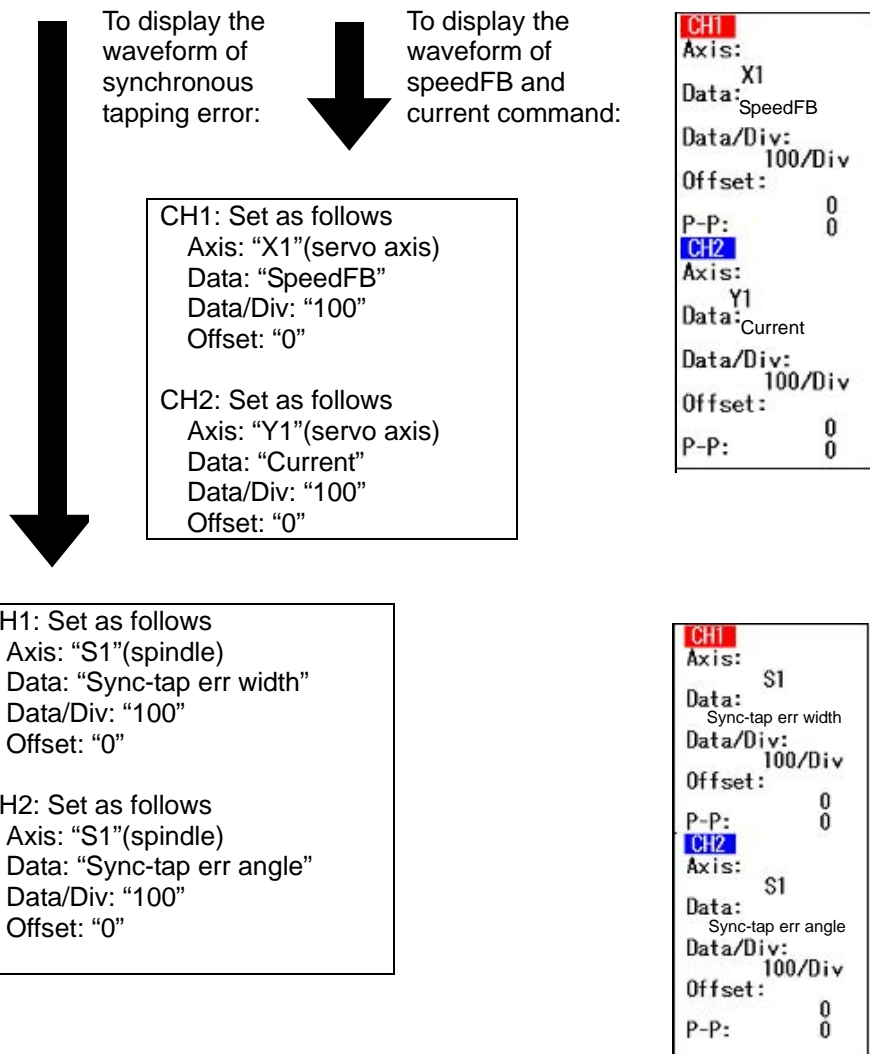 To display the
waveform of
synchronous
tapping error:
To display the
waveform of
speedFB and
current command:
CH1: Set as follows
Axis: “X1”(servo axis)
Data: “SpeedFB”
Data/Div: “100”
Offset: “0”
CH2: Set as follows
Axis: “Y1”(servo axis)
Data: “Current”
Data/Div: “100”
Offset: “0”
CH1
Axis:
X1
Data:
SpeedFB
Data/Div:
100/Div
Offset:
0
P-P: 0
CH2
Axis:
Y1
Data:
Current
Data/Div:
100/Div
Offset:
0
P-P: 0
H1: Set as follows
Axis: “S1”(spindle)
Data: “Sync-tap err width”
Data/Div: “100”
Offset: “0”
H2: Set as follows
Axis: “S1”(spindle)
Data: “Sync-tap err angle”
Data/Div: “100”
Offset: “0”
CH1
Axis:
S1
Data:
Sync-tap err width
Data/Div:
100/Div
Offset:
0
P-P: 0
CH2
Axis:
S1
Data:
Sync-tap err angle
Data/Div:
100/Div
Offset:
0
P-P: 0